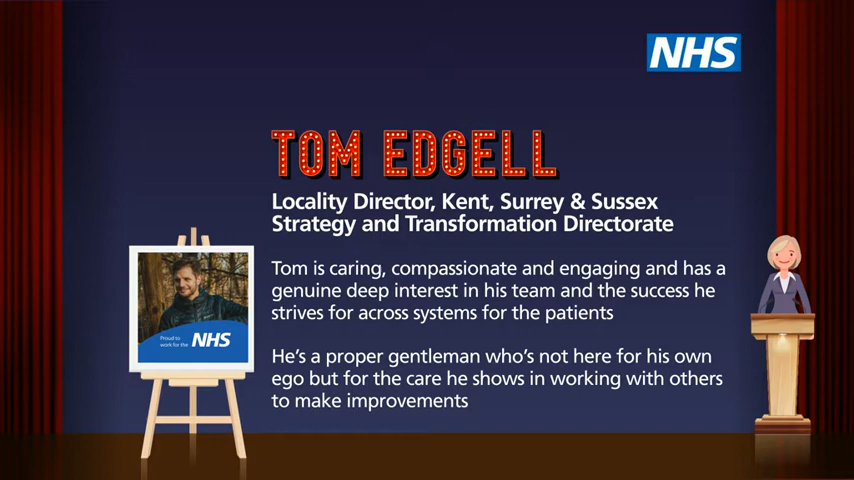 NHS
TOM EDGELL
Locality Director, Kent, Surrey & Sussex
Strategy and Transformation Directorate
Tom is caring, compassionate and engaging and has a
genuine deep interest in his team and the success he
strives for across systems for the patients
He's a proper gentleman who's not here for his own
ego but for the care he shows in working with others
to make improvements
Proud to
work for the NHS